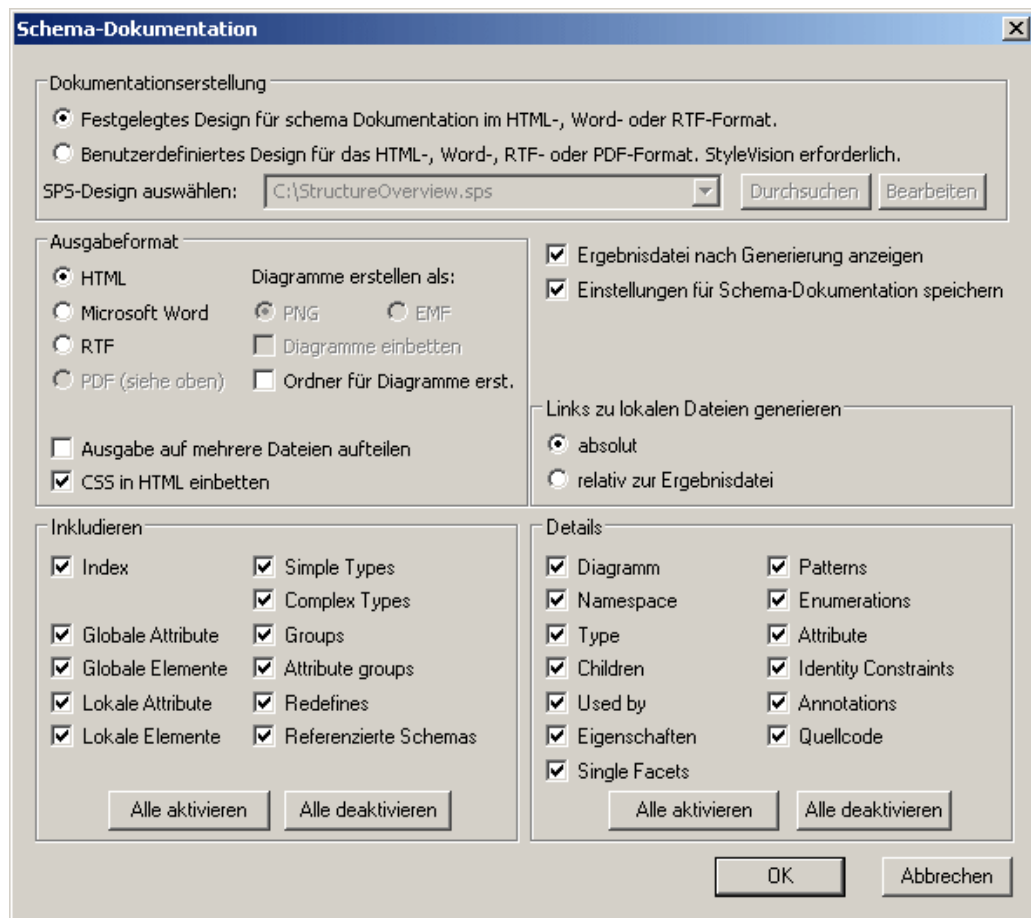 Schema-Dokumentation
Dokumentationserstellung
Festgelegtes Design für schema Dokumentation im HTML-, Word- oder RTF-Format.
Benutzerdefiniertes Design für das HTML-, Word-, RTF- oder PDF-Format. StyleVision erforderlich.
SPS-Design auswählen: C:\StructureOverview.sps Durchsuchen Bearbeiten
Ausgabeformat
HTML Diagramme erstellen als:
Microsoft Word PNG EMF
RTF Diagramme einbetten
PDF (siehe oben) Ordner für Diagramme erst.
Ausgabe auf mehrere Dateien aufteilen
CSS in HTML einbetten
Ergebnisdatei nach Generierung anzeigen
Einstellungen für Schema-Dokumentation speichern
Links zu lokalen Dateien generieren
absolut
relativ zur Ergebnisdatei
Inkludieren
Index Simple Types
Complex Types
Globale Attribute Groups
Globale Elemente Attribute groups
Lokale Attribute Redefines
Lokale Elemente Referenzierte Schemas
Alle aktivieren Alle deaktivieren
Details
Diagramm Patterns
Namespace Enumerations
Type Attribute
Children Identity Constraints
Used by Annotations
Eigenschaften Quellcode
Single Facets
Alle aktivieren Alle deaktivieren
OK Abbrechen